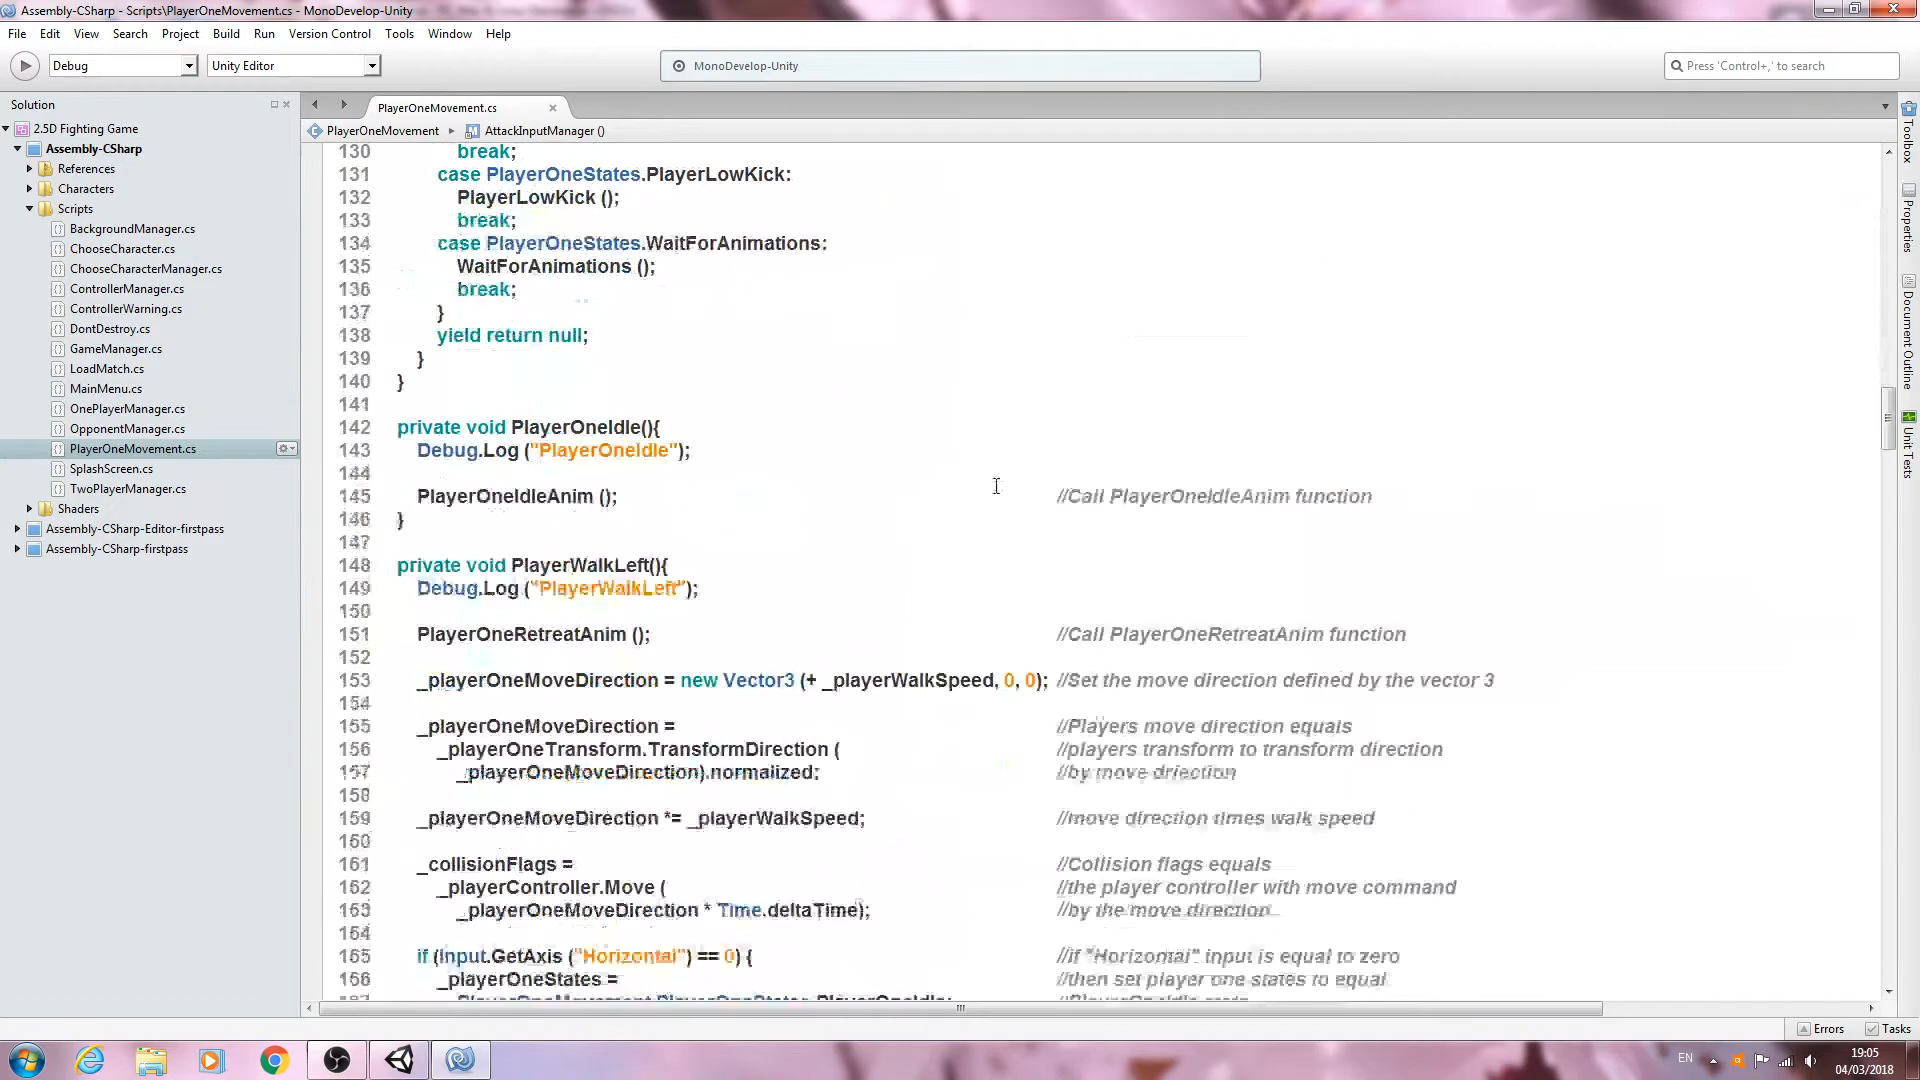 Assembly-CSharp - Scripts\PlayerOneMovement.cs - MonoDevelop-Unity
File Edit View Search Project Build Run Version Control Tools Window Help
Debug Unity Editor MonoDevelop-Unity Press 'Control+,' to search
Solution
2.5D Fighting Game
Assembly-CSharp
References
Characters
Scripts
BackgroundManager.cs
ChooseCharacter.cs
ChooseCharacterManager.cs
ControllerManager.cs
ControllerWarning.cs
DontDestroy.cs
GameManager.cs
LoadMatch.cs
MainMenu.cs
OnePlayerManager.cs
OpponentManager.cs
PlayerOneMovement.cs
SplashScreen.cs
TwoPlayerManager.cs
Shaders
Assembly-CSharp-Editor-firstpass
Assembly-CSharp-firstpass
PlayerOneMovement.cs
PlayerOneMovement AttackInputManager ()
130 break;
131 case PlayerOneStates.PlayerLowKick:
132 PlayerLowKick ();
133 break;
134 case PlayerOneStates.WaitForAnimations:
135 WaitForAnimations ();
136 break;
137 }
138 yield return null;
139 }
140 }
141
142 private void PlayerOneIdle(){
143 Debug.Log ("PlayerOneIdle");
144
145 PlayerOneIdleAnim (); //Call PlayerOneIdleAnim function
146 }
147
148 private void PlayerWalkLeft(){
149 Debug.Log ("PlayerWalkLeft");
150
151 PlayerOneRetreatAnim (); //Call PlayerOneRetreatAnim function
152
153 _playerOneMoveDirection = new Vector3 (+ _playerWalkSpeed, 0, 0); //Set the move direction defined by the vector 3
154
155 _playerOneMoveDirection = //Players move direction equals
156 _playerOneTransform.TransformDirection ( //players transform to transform direction
157 _playerOneMoveDirection).normalized; //by move driection
158
159 _playerOneMoveDirection *= _playerWalkSpeed; //move direction times walk speed
160
161 _collisionFlags = //Collision flags equals
162 _playerController.Move ( //the player controller with move command
163 _playerOneMoveDirection * Time.deltaTime); //by the move direction
164
165 if (Input.GetAxis ("Horizontal") == 0) { //if "Horizontal" input is equal to zero
166 _playerOneStates = //then set player one states to equal
Toolbox
Properties
Document Outline
Unit Tests
Errors Tasks
EN
19:05
04/03/2018